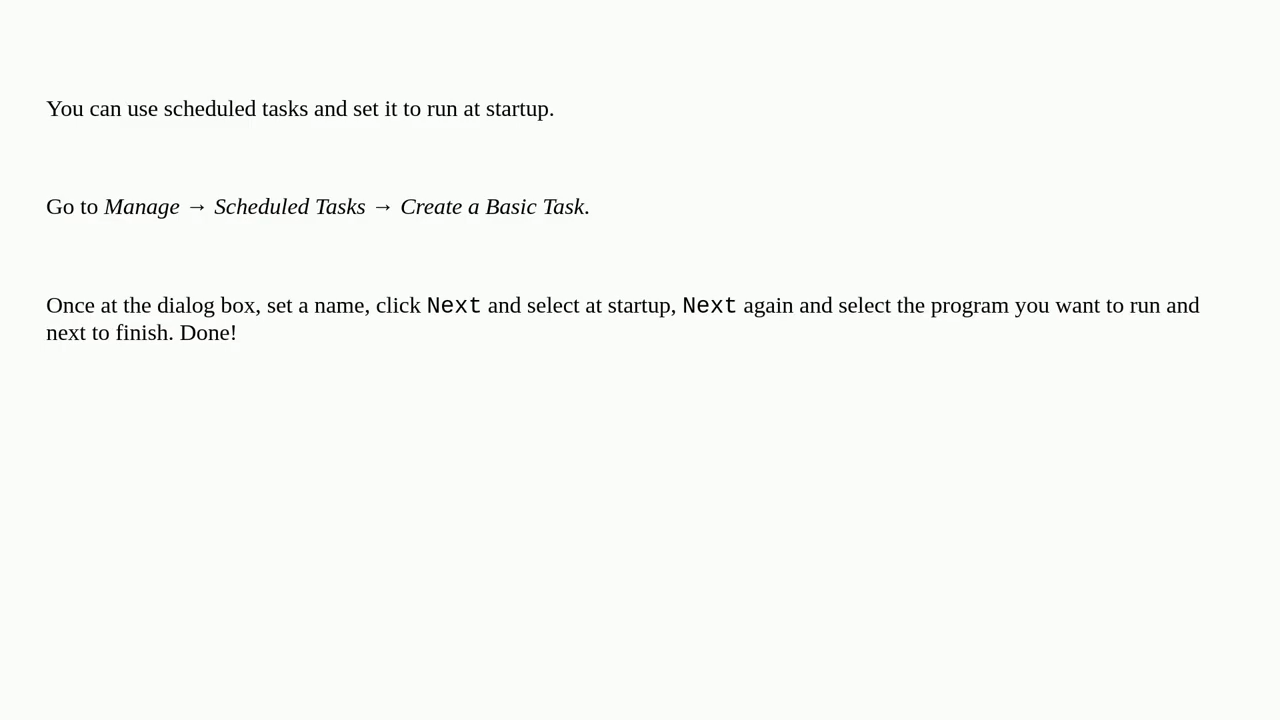 You can use scheduled tasks and set it to run at startup.
Go to Manage → Scheduled Tasks → Create a Basic Task.
Once at the dialog box, set a name, click Next and select at startup, Next again and select the program you want to run and
next to finish. Done!